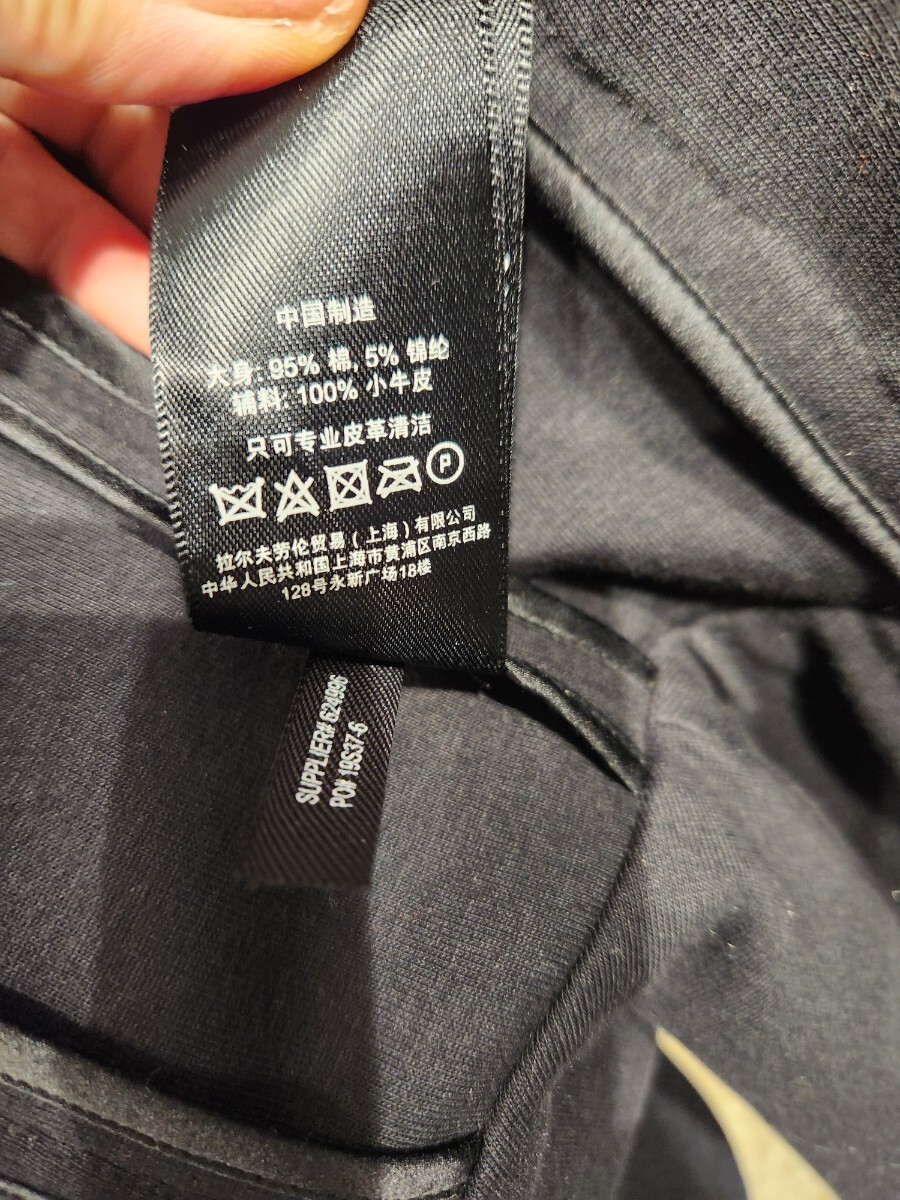 中国制造
大身: 95% 棉, 5% 锦纶
辅料: 100% 小牛皮
只可专业皮革清洁
P
拉尔夫劳伦贸易（上海）有限公司
中华人民共和国上海市黄浦区南京西路
128号永新广场18楼
SUPPLIER# 624996
PO# 19S37-6